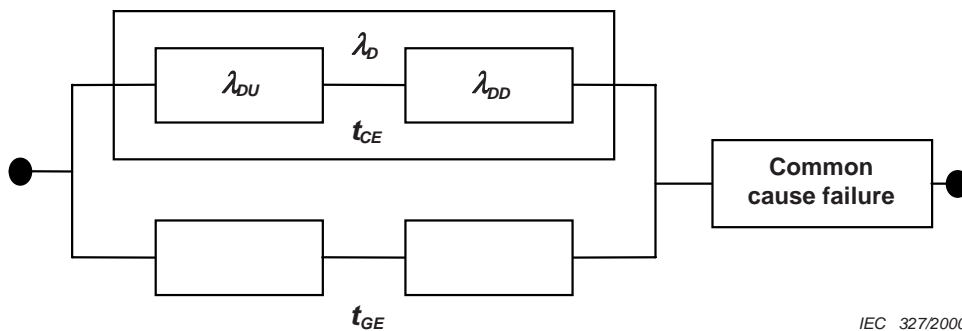 λD
λDU
λDD
tCE
Common
cause failure
tGE
IEC 327/2000